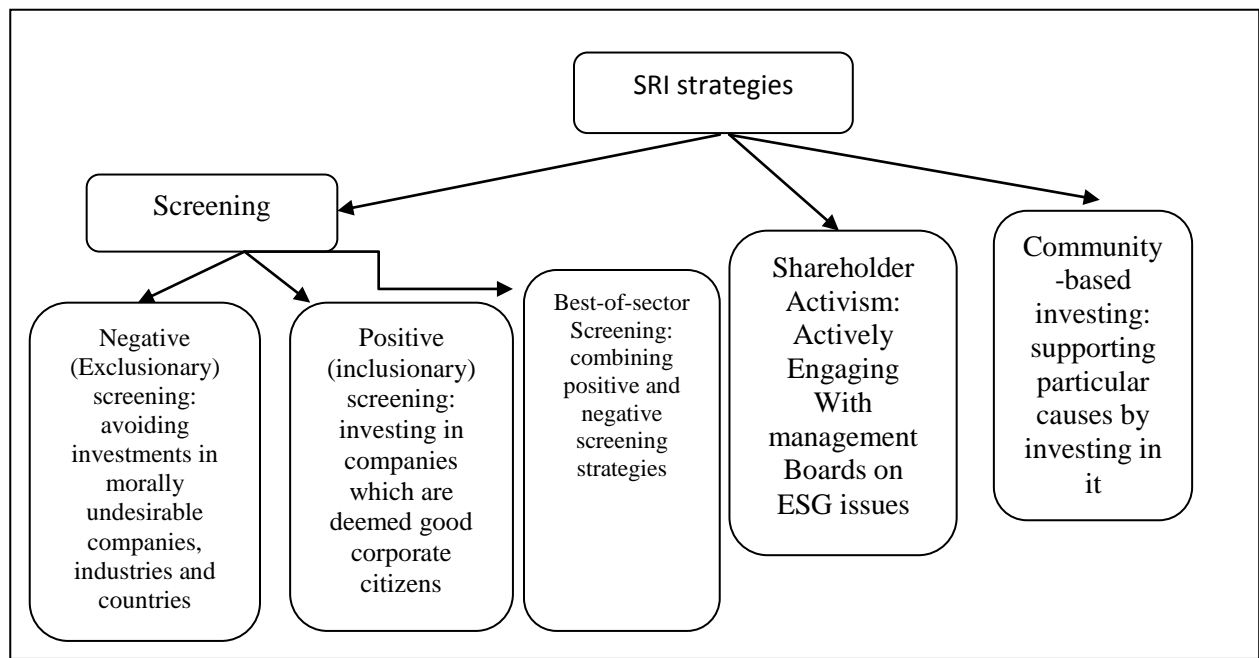 SRI strategies
Screening
Negative
(Exclusionary)
screening:
avoiding
investments in
morally
undesirable
companies,
industries and
countries
Positive
(inclusionary)
screening:
investing in
companies
which are
deemed good
corporate
citizens
Best-of-sector
Screening:
combining
positive and
negative
screening
strategies
Shareholder
Activism:
Actively
Engaging
With
management
Boards on
ESG issues
Community
-based
investing:
supporting
particular
causes by
investing in
it